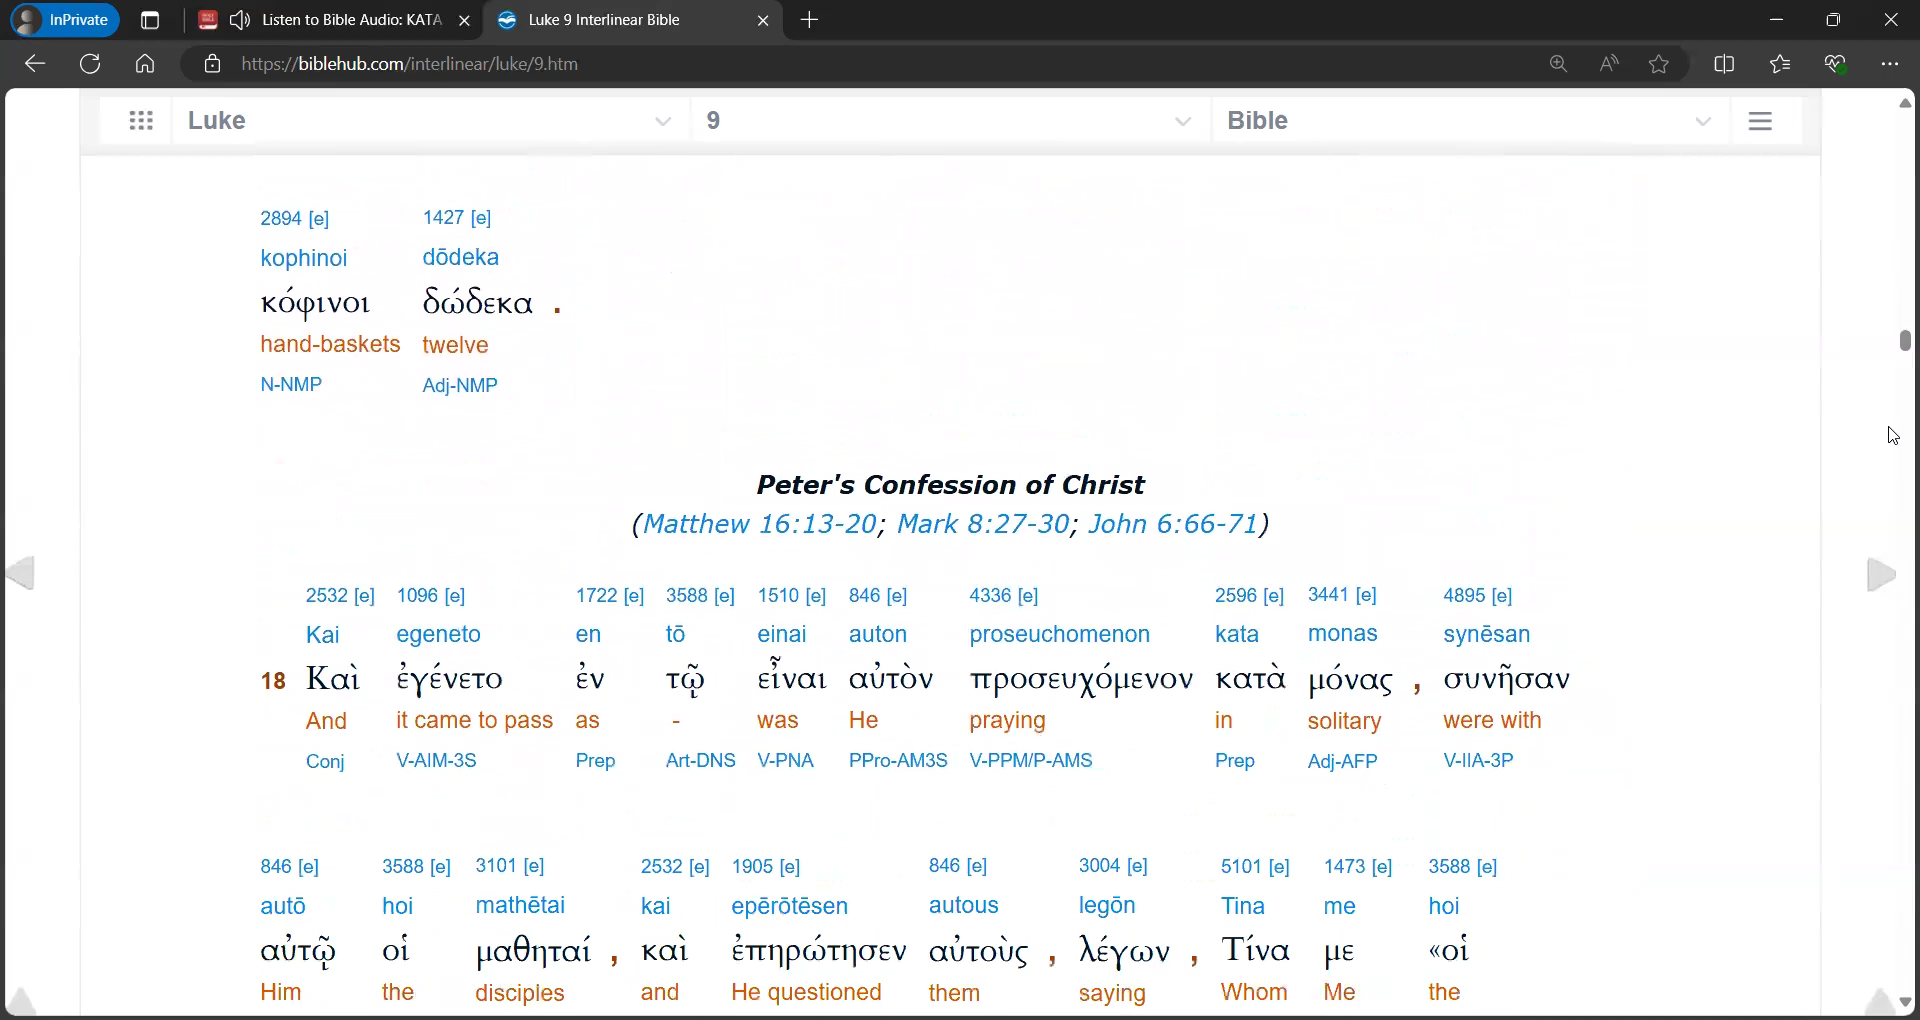 InPrivate
Listen to Bible Audio: KATA
Luke 9 Interlinear Bible
https://biblehub.com/interlinear/luke/9.htm
Luke 9 Bible
2894 [e] 1427 [e]
kophinoi dōdeka
κόφινοι δώδεκα .
hand-baskets twelve
N-NMP Adj-NMP
Peter's Confession of Christ
(Matthew 16:13-20; Mark 8:27-30; John 6:66-71)
2532 [e] 1096 [e] 1722 [e] 3588 [e] 1510 [e] 846 [e] 4336 [e] 2596 [e] 3441 [e] 4895 [e]
Kai egeneto en tō einai auton proseuchomenon kata monas synēsan
18 Καὶ ἐγένετο ἐν τῷ εἶναι αὐτὸν προσευχόμενον κατὰ μόνας , συνῆσαν
And it came to pass as - was He praying in solitary were with
Conj V-AIM-3S Prep Art-DNS V-PNA PPro-AM3S V-PPM/P-AMS Prep Adj-AFP V-IIA-3P
846 [e] 3588 [e] 3101 [e] 2532 [e] 1905 [e] 846 [e] 3004 [e] 5101 [e] 1473 [e] 3588 [e]
autō hoi mathētai kai epērōtēsen autous legōn Tina me hoi
αὐτῷ οἱ μαθηταί , καὶ ἐπηρώτησεν αὐτοὺς , λέγων , Τίνα με «οἱ
Him the disciples and He questioned them saying Whom Me the